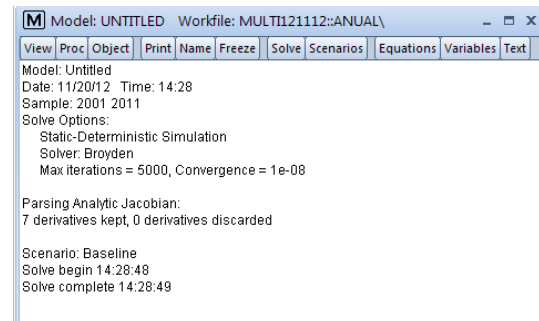 M Model: UNTITLED Workfile: MULTI121112::ANUAL\
View Proc Object Print Name Freeze Solve Scenarios Equations Variables Text
Model: Untitled
Date: 11/20/12 Time: 14:28
Sample: 2001 2011
Solve Options:
Static-Deterministic Simulation
Solver: Broyden
Max iterations = 5000, Convergence = 1e-08
Parsing Analytic Jacobian:
7 derivatives kept, 0 derivatives discarded
Scenario: Baseline
Solve begin 14:28:48
Solve complete 14:28:49